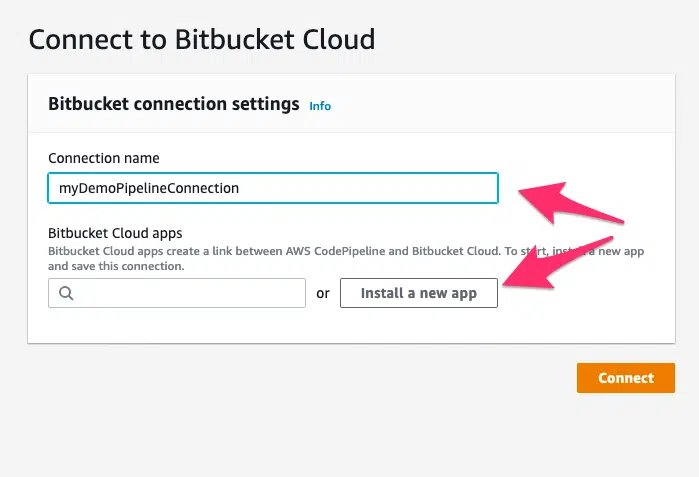 Connect to Bitbucket Cloud
Bitbucket connection settings Info
Connection name
myDemoPipelineConnection
Bitbucket Cloud apps
Bitbucket Cloud apps create a link between AWS CodePipeline and Bitbucket Cloud. To start, install a new app
and save this connection.
or Install a new app
Connect